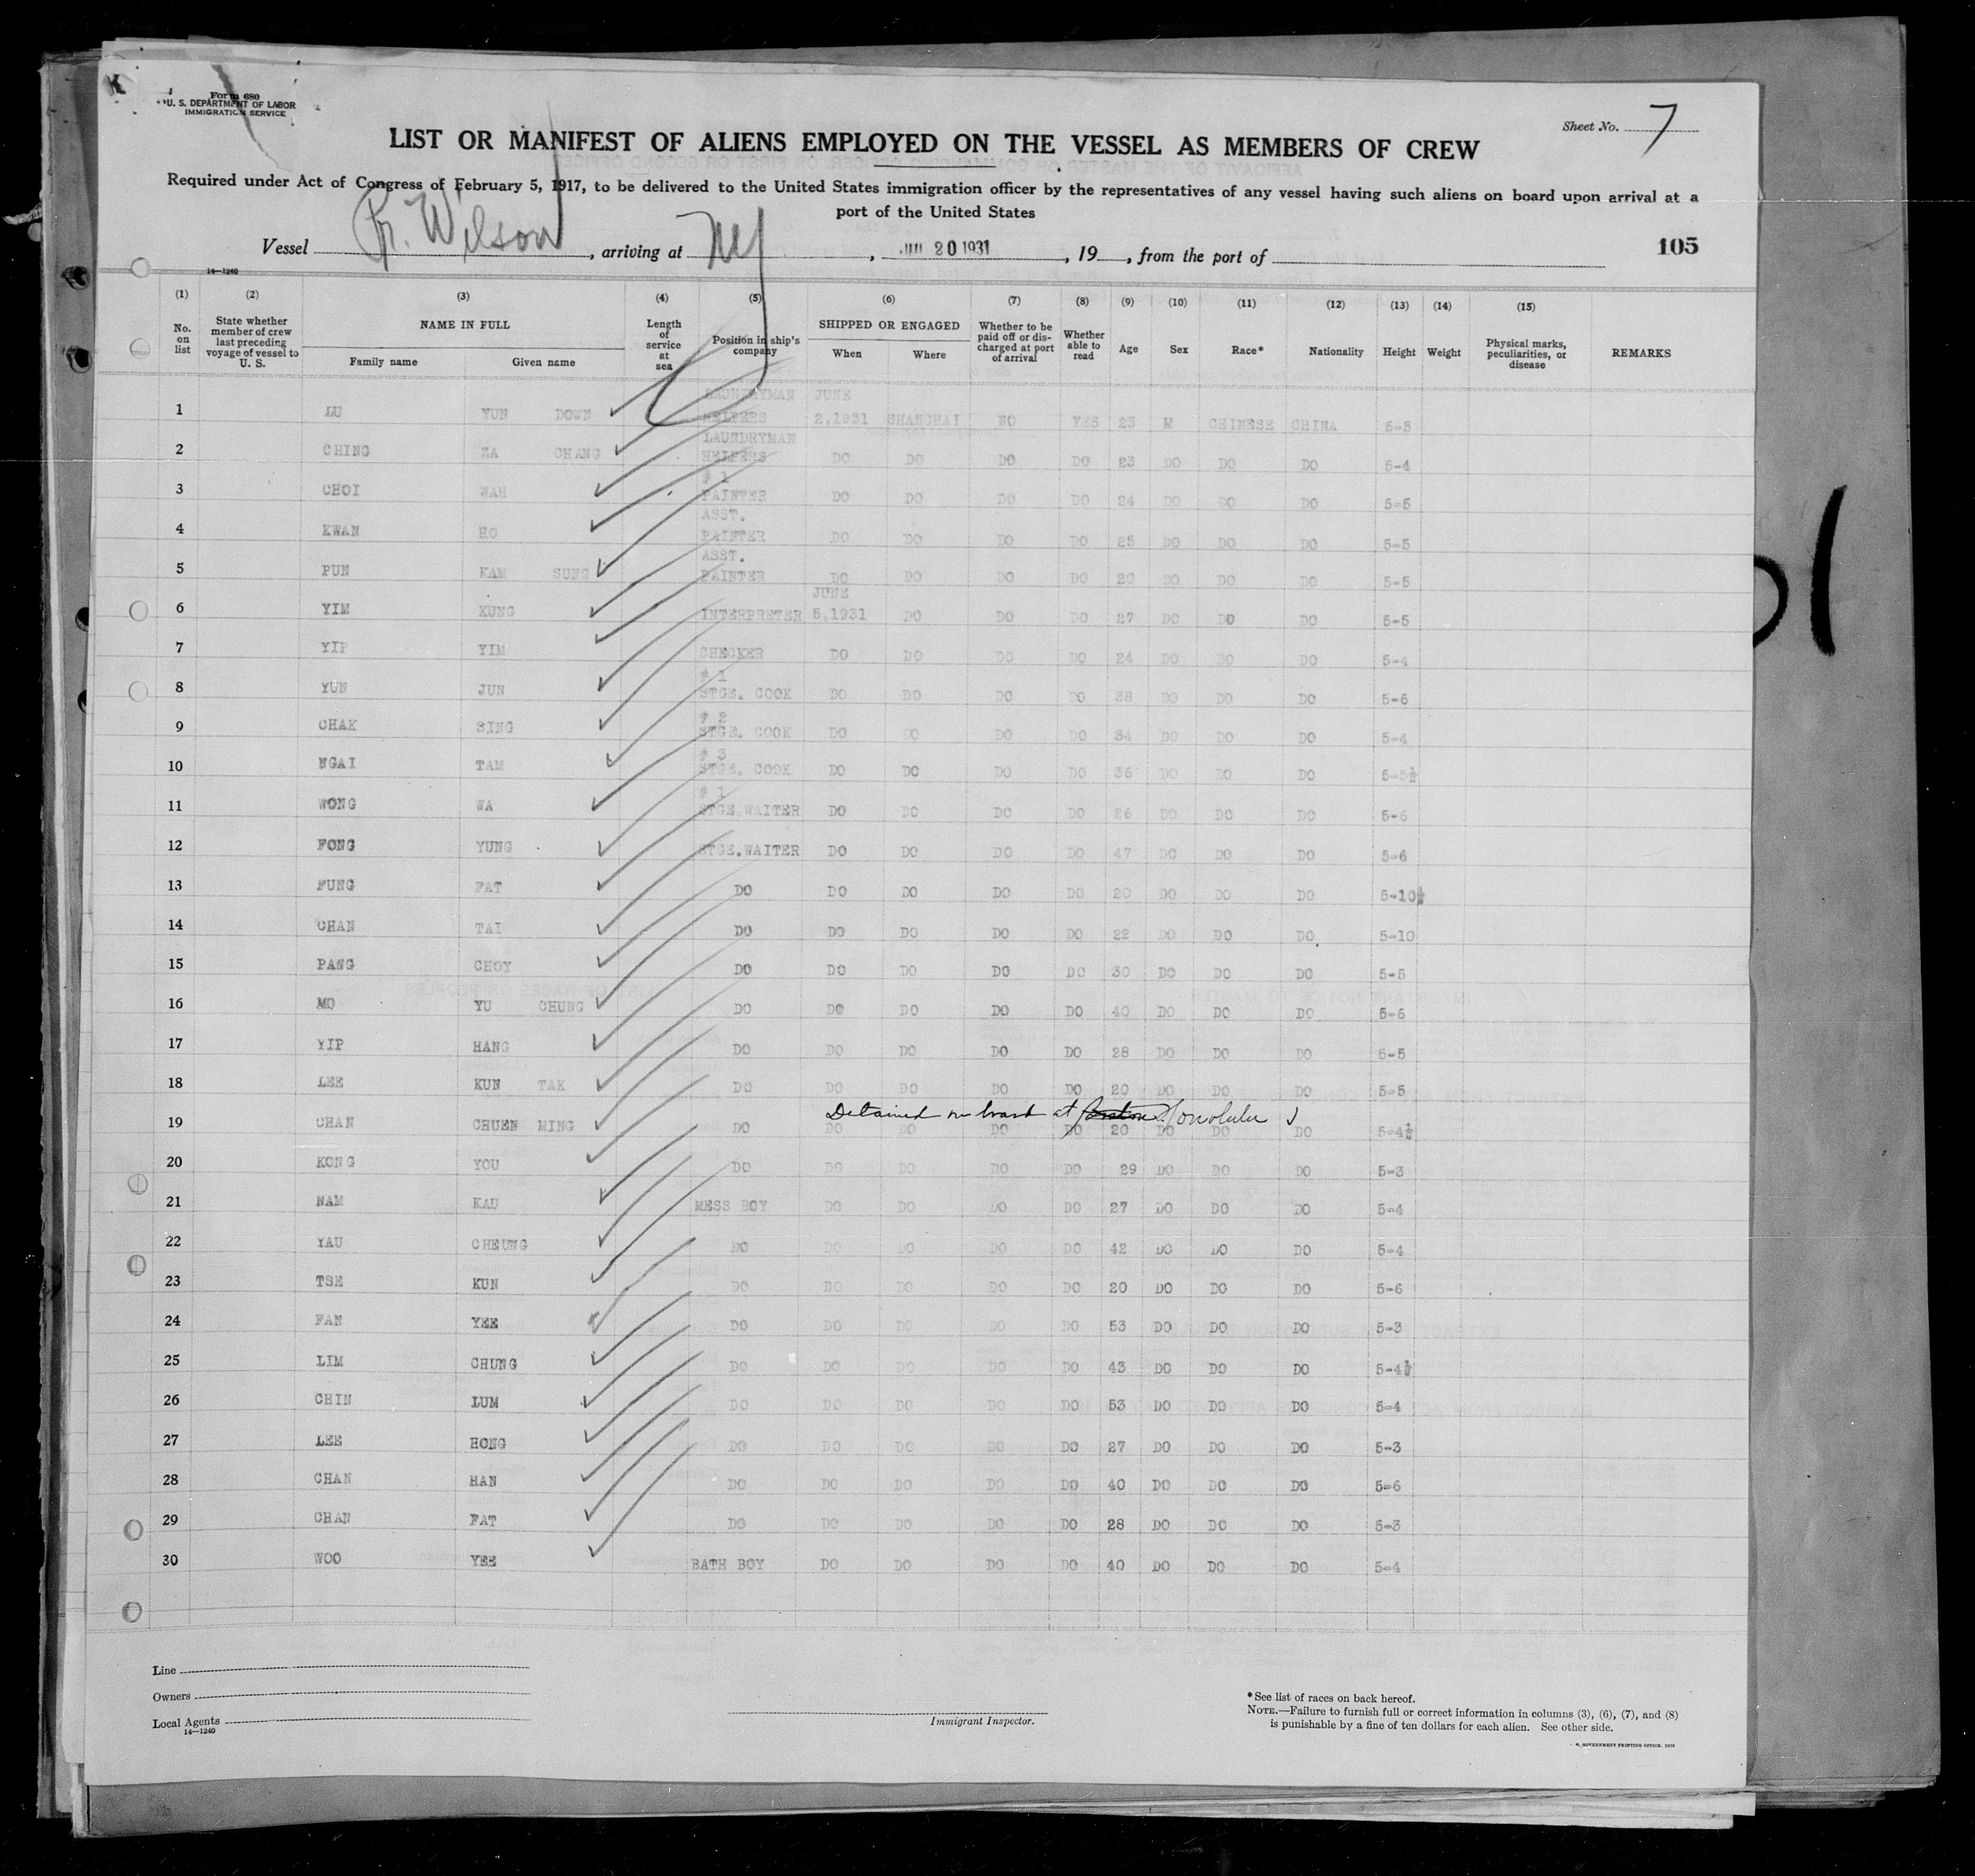 Form 680
U. S. DEPARTMENT OF LABOR
IMMIGRATION SERVICE
Sheet No. 7
LIST OR MANIFEST OF ALIENS EMPLOYED ON THE VESSEL AS MEMBERS OF CREW
Required under Act of Congress of February 5, 1917, to be delivered to the United States immigration officer by the representatives of any vessel having such aliens on board upon arrival at a
port of the United States
Vessel Pr. Wilson, arriving at NY, 20 1931, 19, from the port of
105
14—1240
(1) (2) (3) (4) (5) (6) (7) (8) (9) (10) (11) (12) (13) (14) (15)
No. on list State whether member of crew last preceding voyage of vessel to U. S. NAME IN FULL Family name Given name Length of service at sea Position in ship's company SHIPPED OR ENGAGED When Where Whether to be paid off or discharged at port of arrival Whether able to read Age Sex Race* Nationality Height Weight Physical marks, peculiarities, or disease REMARKS
1 LU YUN DOWN LAUNDRYMAN HELPERS JUNE 2,1931 SHANGHAI NO YES 23 M CHINESE CHINA 5-5
2 CHING ZA CHANG LAUNDRYMAN HELPERS DO DO DO DO 23 DO DO DO 5-4
3 CHOI WAH # 1 PAINTER DO DO DO DO 24 DO DO DO 5-5
4 KWAN HO ASST. PAINTER DO DO DO DO 25 DO DO DO 5-5
5 PUN KAM SUNG ASST. PAINTER DO DO DO DO 20 DO DO DO 5-5
6 YIM KUNG INTERPRETER JUNE 5,1931 DO DO DO 27 DO DO DO 5-5
7 YIP YIM CHECKER DO DO DO DO 24 DO DO DO 5-4
8 YUN JUN # 1 STGE. COOK DO DO DO DO 38 DO DO DO 5-6
9 CHAK SING # 2 STGE. COOK DO DO DO DO 34 DO DO DO 5-4
10 NGAI TAM # 3 STGE. COOK DO DO DO DO 36 DO DO DO 5-5½
11 WONG WA # 1 STGE.WAITER DO DO DO DO 26 DO DO DO 5-6
12 FONG YUNG STGE.WAITER DO DO DO DO 47 DO DO DO 5-6
13 FUNG FAT DO DO DO DO DO 20 DO DO DO 5-10½
14 CHAN TAI DO DO DO DO DO 22 DO DO DO 5-10
15 PANG CHOY DO DO DO DO DO 30 DO DO DO 5-5
16 MO YU CHUNG DO DO DO DO DO 40 DO DO DO 5-6
17 YIP HANG DO DO DO DO DO 28 DO DO DO 5-5
18 LEE KUN TAK DO DO DO DO DO 20 DO DO DO 5-5
Detained on board at Honolulu
19 CHAN CHUEN MING DO DO DO DO DO 20 DO DO DO 5-4½
20 KONG YOU DO DO DO DO DO 29 DO DO DO 5-3
21 NAM KAU MESS BOY DO DO DO DO 27 DO DO DO 5-4
22 YAU CHEUNG DO DO DO DO DO 42 DO DO DO 5-4
23 TSE KUN DO DO DO DO DO 20 DO DO DO 5-6
24 FAN YEE DO DO DO DO DO 53 DO DO DO 5-3
25 LIM CHUNG DO DO DO DO DO 43 DO DO DO 5-4½
26 CHIN LUM DO DO DO DO DO 53 DO DO DO 5-4
27 LEE HONG DO DO DO DO DO 27 DO DO DO 5-3
28 CHAN HAN DO DO DO DO DO 40 DO DO DO 5-6
29 CHAN FAT DO DO DO DO DO 28 DO DO DO 5-3
30 WOO YEE BATH BOY DO DO DO DO 40 DO DO DO 5-4
Line
Owners
Local Agents
14—1240
Immigrant Inspector.
*See list of races on back hereof.
NOTE.—Failure to furnish full or correct information in columns (3), (6), (7), and (8)
is punishable by a fine of ten dollars for each alien. See other side.
GOVERNMENT PRINTING OFFICE